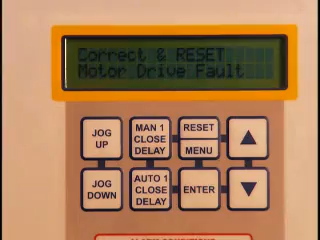 Correct & RESET
Motor Drive Fault
JOG UP
MAN 1 CLOSE DELAY
RESET
MENU
JOG DOWN
AUTO 1 CLOSE DELAY
ENTER